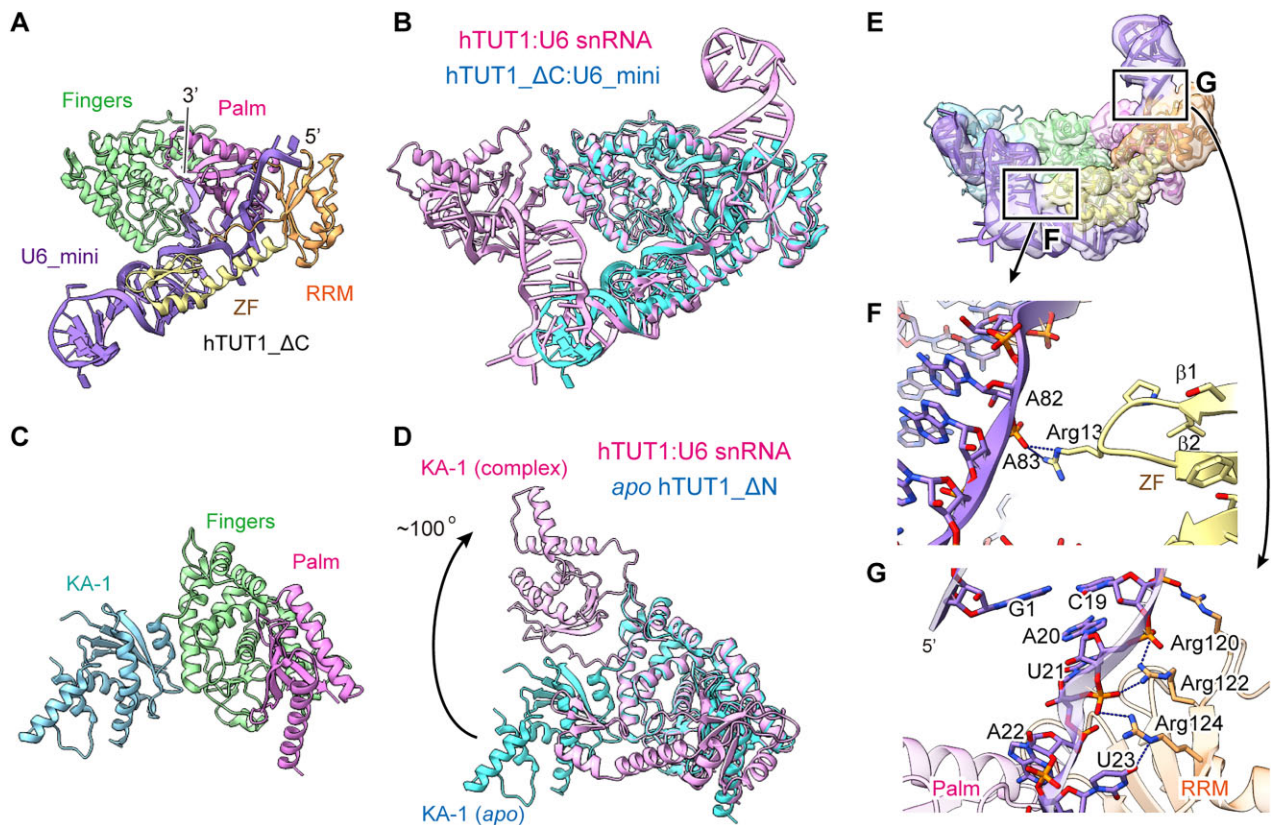 A
Fingers
3’
Palm
5’
U6_mini
ZF
RRM
hTUT1_ΔC
B
hTUT1:U6 snRNA
hTUT1_ΔC:U6_mini
C
Fingers
Palm
KA-1
D
hTUT1:U6 snRNA
KA-1 (complex)
apo hTUT1_ΔN
~100°
KA-1 (apo)
E
G
F
F
A82
β1
Arg13
β2
A83
ZF
G
G1
C19
5’
A20
Arg120
U21
Arg122
A22
Arg124
U23
Palm
RRM